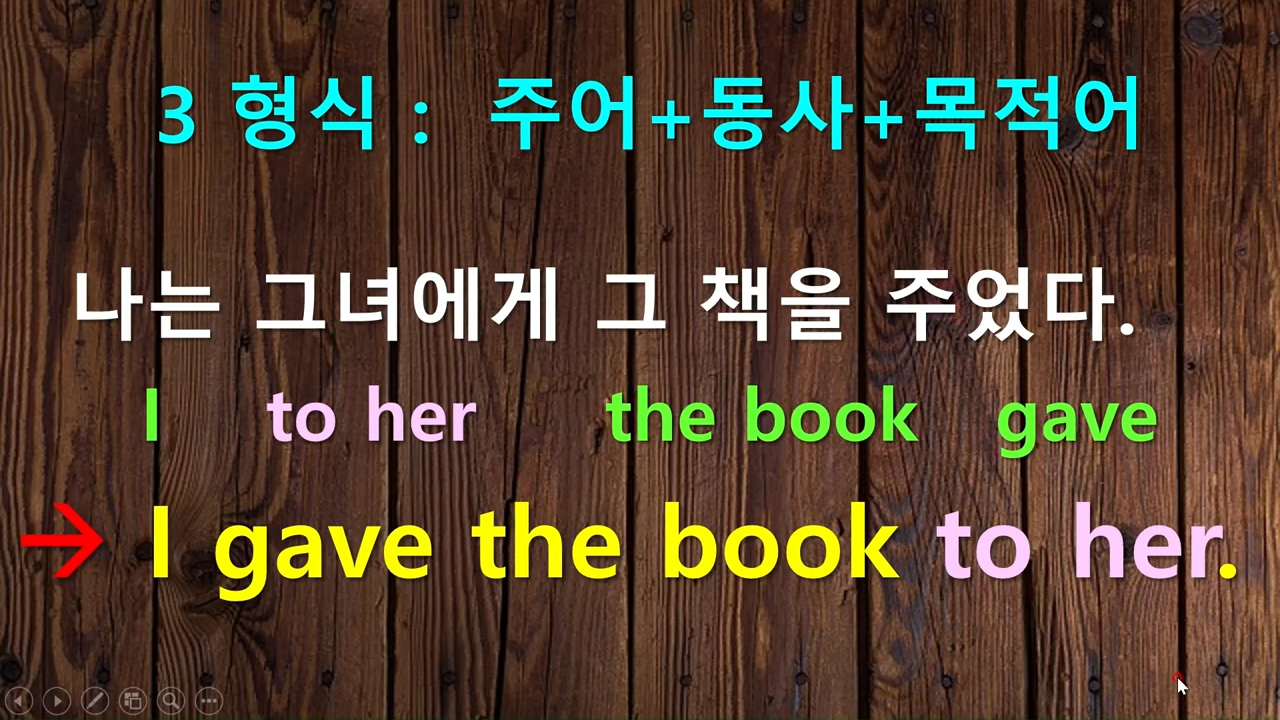 3 형식 : 주어+동사+목적어
나는 그녀에게 그 책을 주었다.
I to her the book gave
→ I gave the book to her.